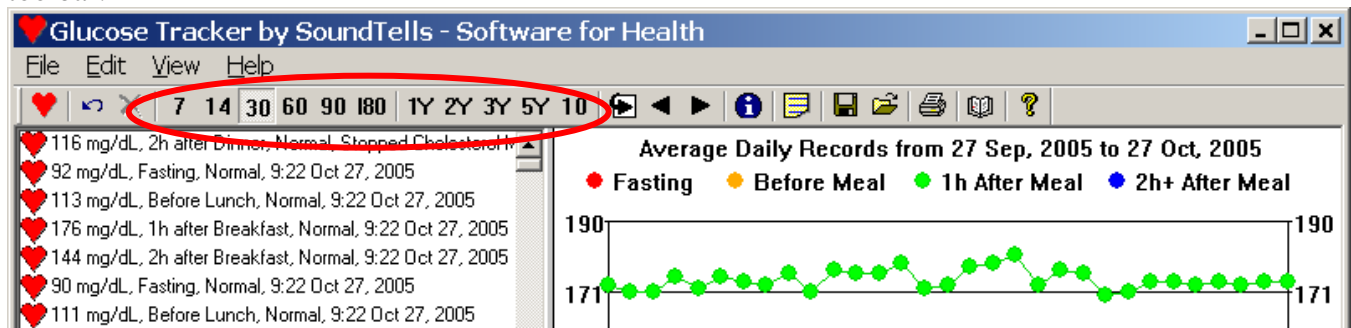 Glucose Tracker by SoundTells - Software for Health
File Edit View Help
7 14 30 60 90 180 1Y 2Y 3Y 5Y 10
116 mg/dL, 2h after Dinner, Normal, Stopped Cholesterol
92 mg/dL, Fasting, Normal, 9:22 Oct 27, 2005
113 mg/dL, Before Lunch, Normal, 9:22 Oct 27, 2005
176 mg/dL, 1h after Breakfast, Normal, 9:22 Oct 27, 2005
144 mg/dL, 2h after Breakfast, Normal, 9:22 Oct 27, 2005
90 mg/dL, Fasting, Normal, 9:22 Oct 27, 2005
111 mg/dL, Before Lunch, Normal, 9:22 Oct 27, 2005
Average Daily Records from 27 Sep, 2005 to 27 Oct, 2005
Fasting Before Meal 1h After Meal 2h+ After Meal
190 190
171 171